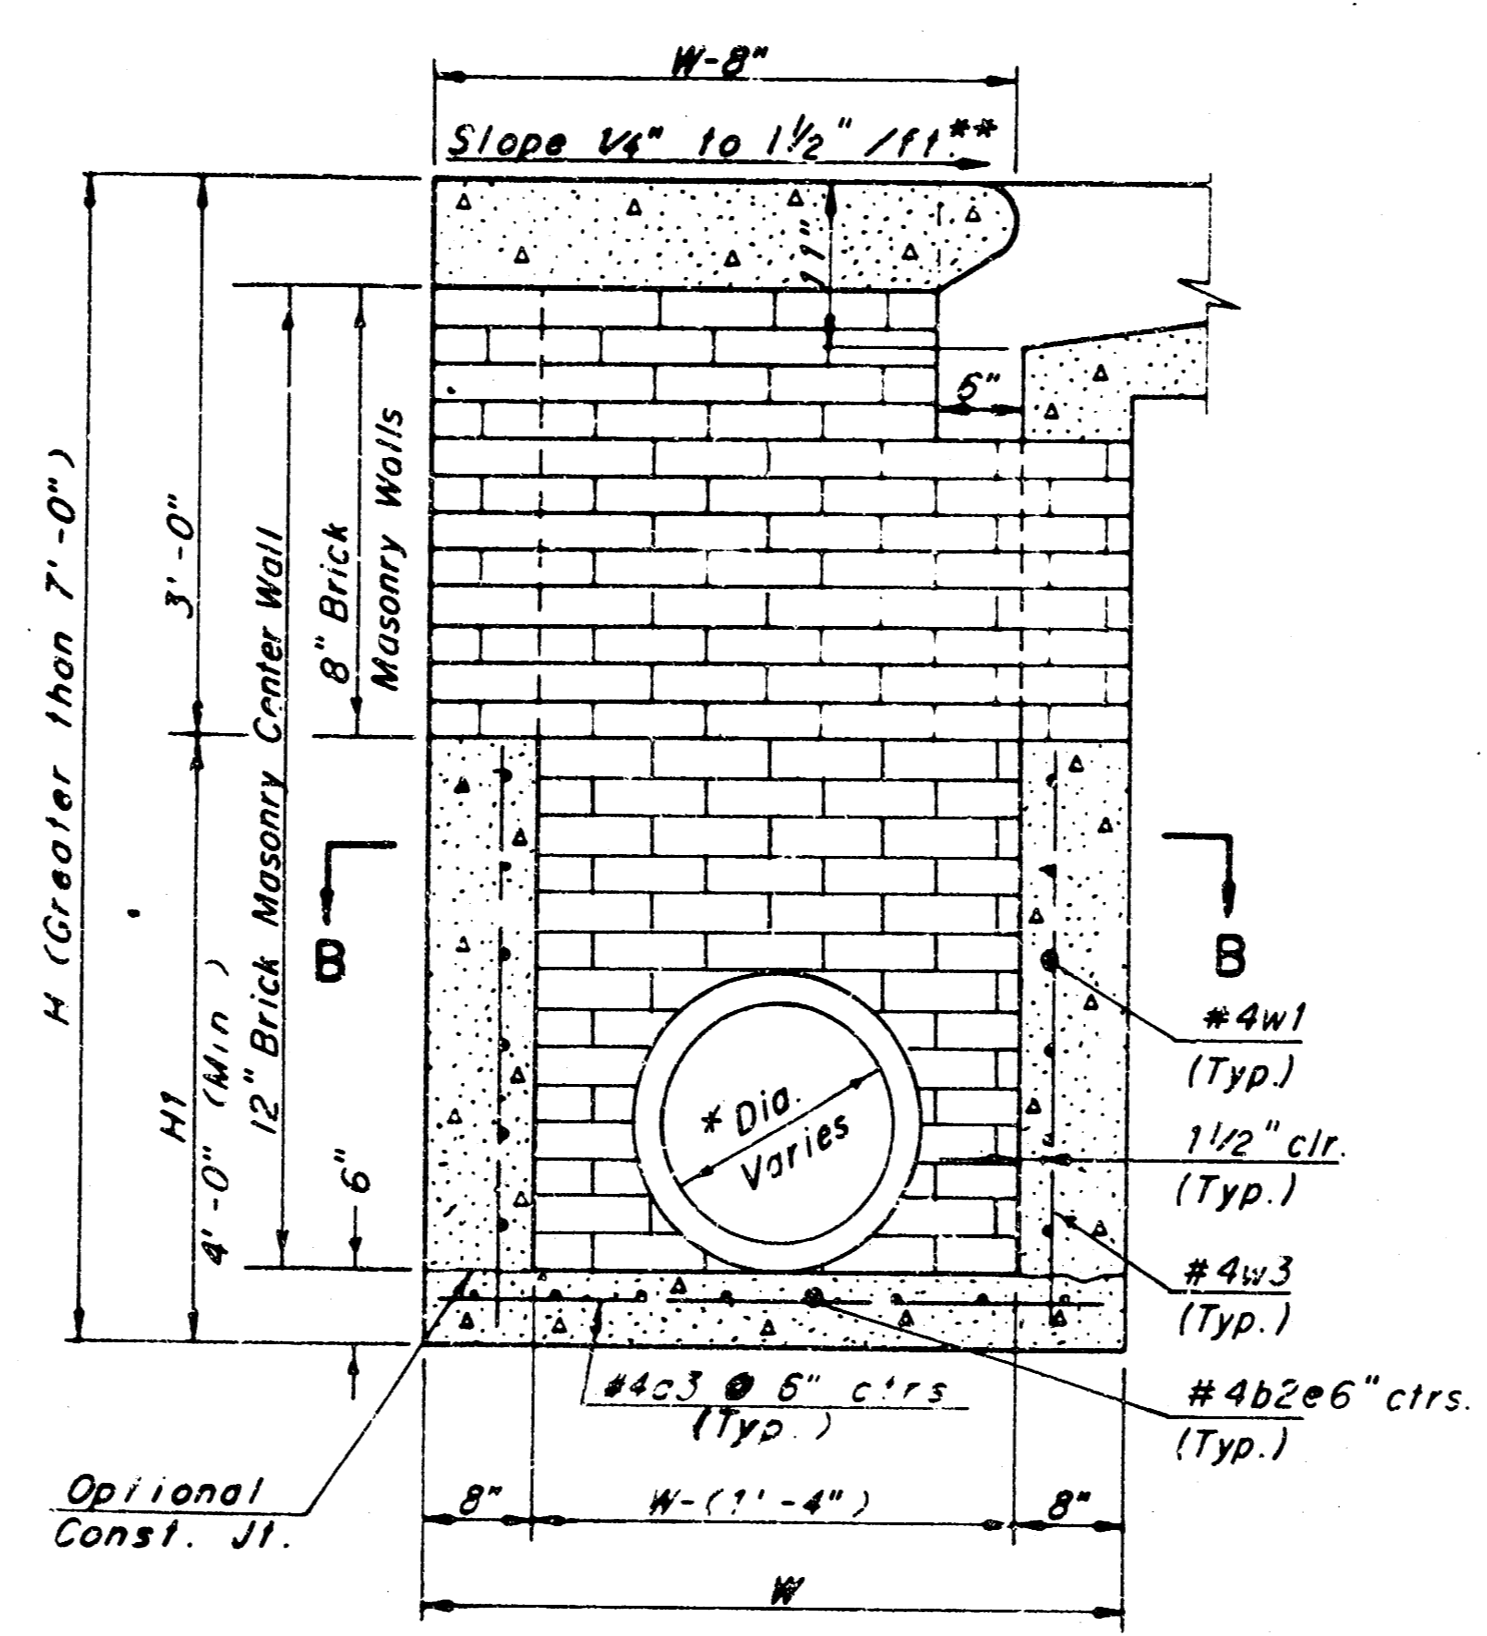 W-8"
Slope 1/4" to 1 1/2" /ft.**
11"
5"
H (Greater than 7'-0")
3'-0"
12" Brick Masonry Center Wall
8" Brick
Masonry Walls
H1
4'-0" (Min )
6"
B
B
#4w1
(Typ.)
* Dia.
Varies
1 1/2" clr.
(Typ.)
#4w3
(Typ.)
#4a3 @ 6" ctrs
(Typ.)
#4b2@6" ctrs.
(Typ.)
Optional
Const. Jt.
8"
W-(1'-4")
8"
W